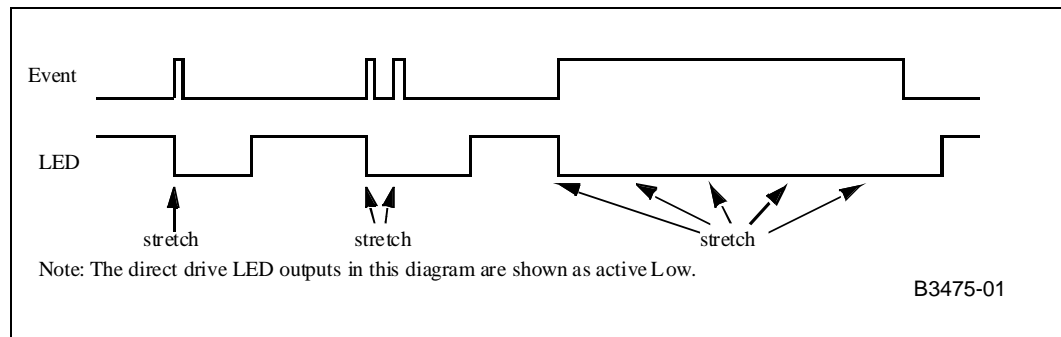 Event
LED
stretch stretch stretch
Note: The direct drive LED outputs in this diagram are shown as active Low.
B3475-01